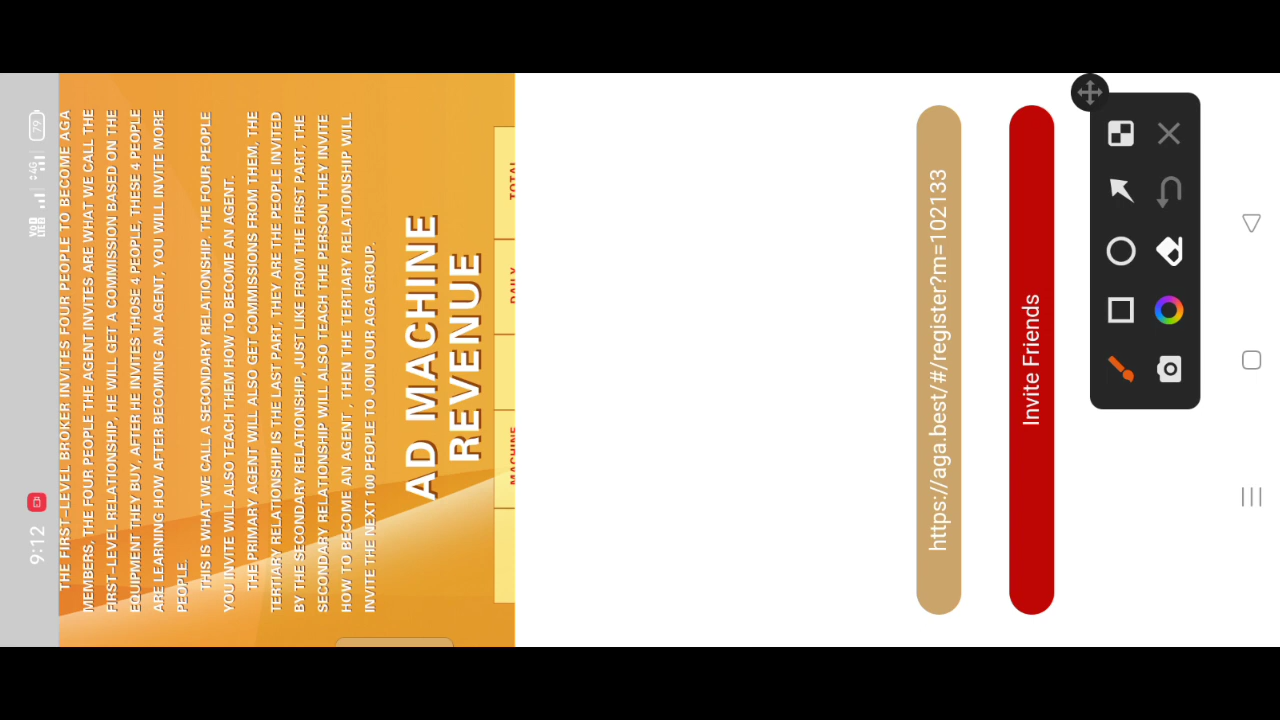 9:12
Vo) LTE2
4G
79
THE FIRST-LEVEL BROKER INVITES FOUR PEOPLE TO BECOME AGA
MEMBERS, THE FOUR PEOPLE THE AGENT INVITES ARE WHAT WE CALL THE
FIRST-LEVEL RELATIONSHIP, HE WILL GET A COMMISSION BASED ON THE
EQUIPMENT THEY BUY, AFTER HE INVITES THOSE 4 PEOPLE, THESE 4 PEOPLE
ARE LEARNING HOW AFTER BECOMING AN AGENT, YOU WILL INVITE MORE
PEOPLE.
THIS IS WHAT WE CALL A SECONDARY RELATIONSHIP. THE FOUR PEOPLE
YOU INVITE WILL ALSO TEACH THEM HOW TO BECOME AN AGENT.
THE PRIMARY AGENT WILL ALSO GET COMMISSIONS FROM THEM, THE
TERTIARY RELATIONSHIP IS THE LAST PART, THEY ARE THE PEOPLE INVITED
BY THE SECONDARY RELATIONSHIP, JUST LIKE FROM THE FIRST PART, THE
SECONDARY RELATIONSHIP WILL ALSO TEACH THE PERSON THEY INVITE
HOW TO BECOME AN AGENT , THEN THE TERTIARY RELATIONSHIP WILL
INVITE THE NEXT 100 PEOPLE TO JOIN OUR AGA GROUP.
AD MACHINE
REVENUE
MACHINE DAILY TOTAL
https://aga.best/#/register?m=102133
Invite Friends